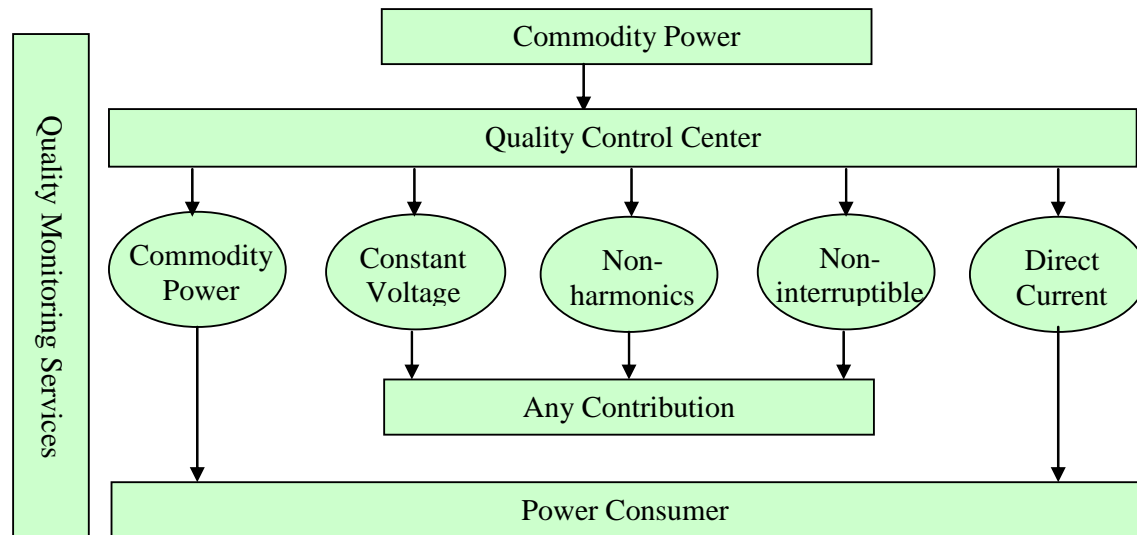 Commodity Power
Quality Monitoring Services
Quality Control Center
Commodity
Power
Constant
Voltage
Non-
harmonics
Non-
interruptible
Direct
Current
Any Contribution
Power Consumer